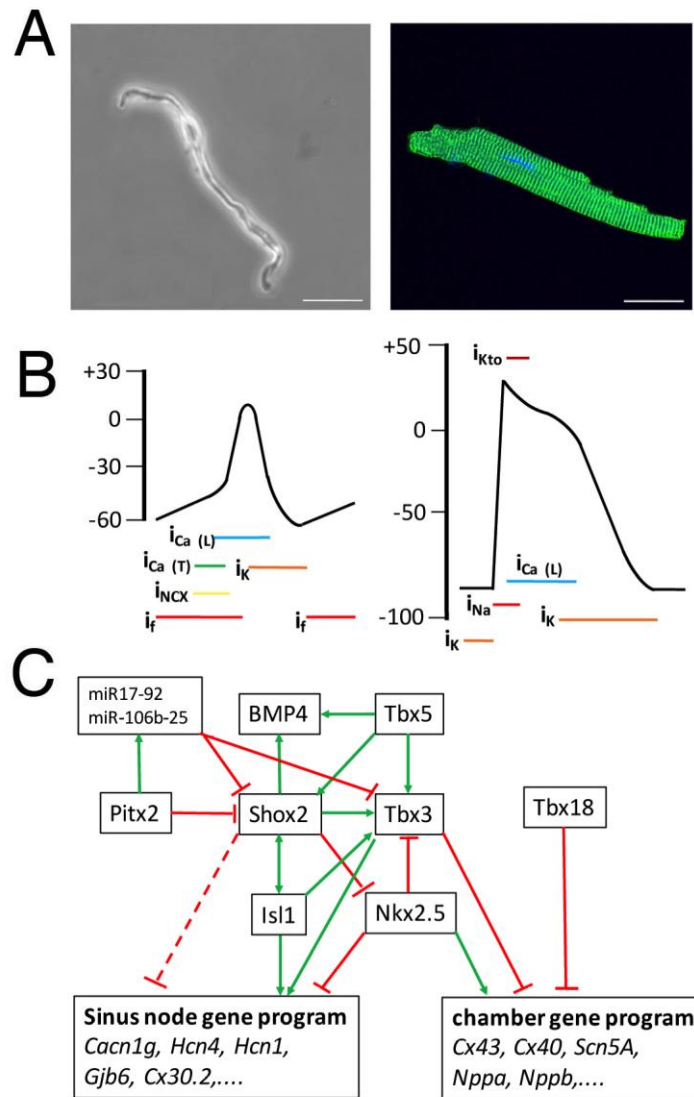 A
B
+30
0
-30
-60
iCa (L)
iCa (T)
iK
iNCX
if
if
+50
iKto
0
-50
iCa (L)
iNa
-100
iK
iK
C
miR17-92
miR-106b-25
BMP4
Tbx5
Pitx2
Shox2
Tbx3
Tbx18
Isl1
Nkx2.5
Sinus node gene program
Cacn1g, Hcn4, Hcn1,
Gjb6, Cx30.2,....
chamber gene program
Cx43, Cx40, Scn5A,
Nppa, Nppb,....